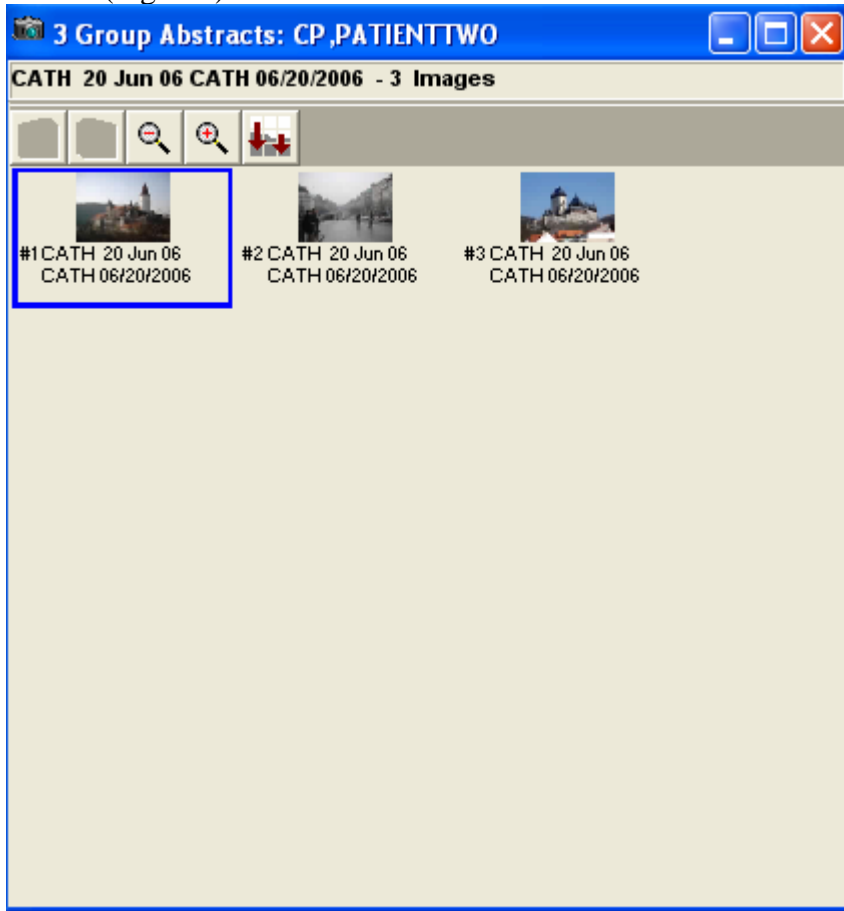 3 Group Abstracts: CP,PATIENTTWO
CATH 20 Jun 06 CATH 06/20/2006 - 3 Images
#1 CATH 20 Jun 06
CATH 06/20/2006
#2 CATH 20 Jun 06
CATH 06/20/2006
#3 CATH 20 Jun 06
CATH 06/20/2006